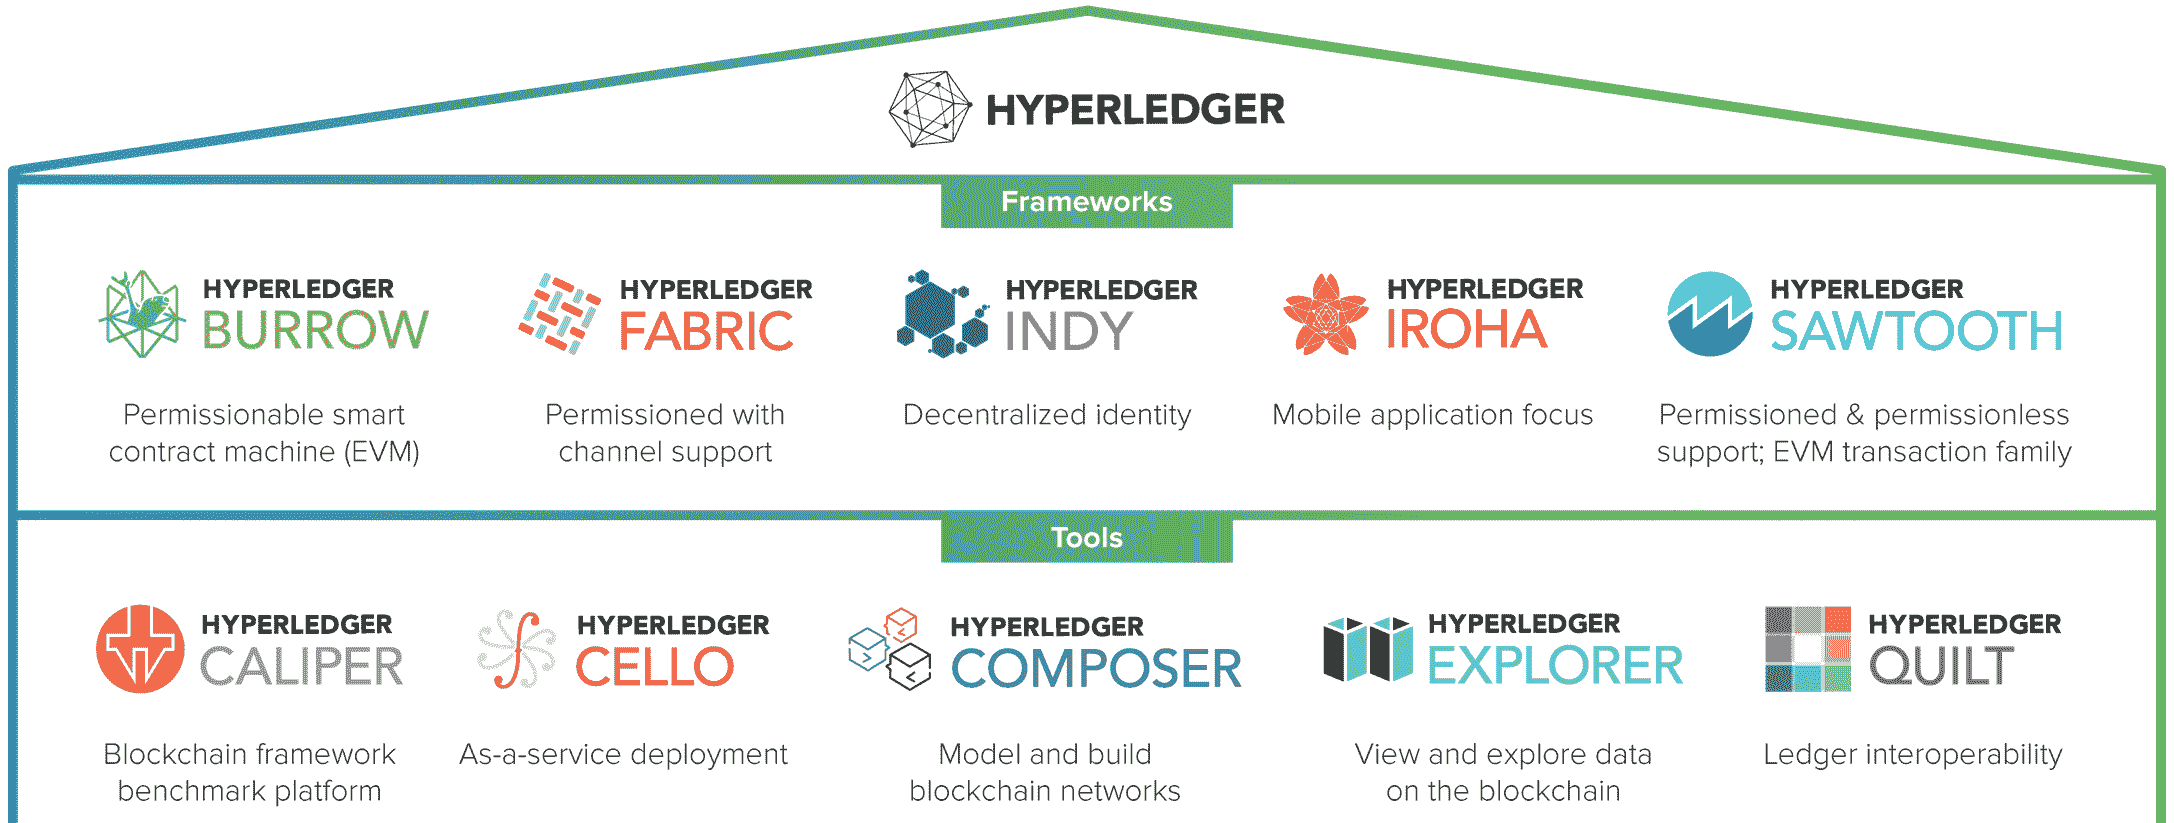 HYPERLEDGER
Frameworks
HYPERLEDGER
BURROW
Permissionable smart
contract machine (EVM)
HYPERLEDGER
FABRIC
Permissioned with
channel support
HYPERLEDGER
INDY
Decentralized identity
HYPERLEDGER
IROHA
Mobile application focus
HYPERLEDGER
SAWTOOTH
Permissioned & permissionless
support; EVM transaction family
Tools
HYPERLEDGER
CALIPER
Blockchain framework
benchmark platform
HYPERLEDGER
CELLO
As-a-service deployment
HYPERLEDGER
COMPOSER
Model and build
blockchain networks
HYPERLEDGER
EXPLORER
View and explore data
on the blockchain
HYPERLEDGER
QUILT
Ledger interoperability